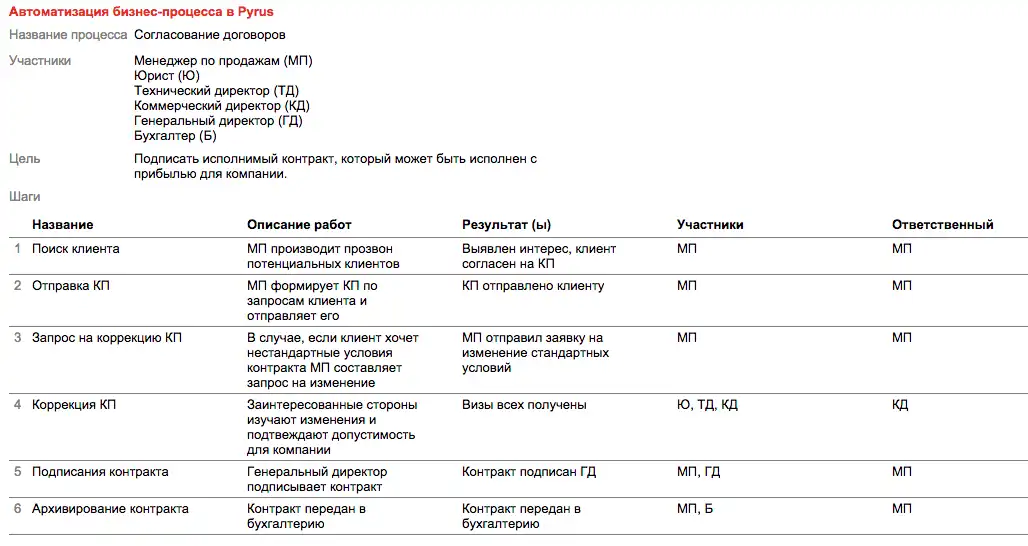 Автоматизация бизнес-процесса в Pyrus
Название процесса Согласование договоров
Участники Менеджер по продажам (МП)
Юрист (Ю)
Технический директор (ТД)
Коммерческий директор (КД)
Генеральный директор (ГД)
Бухгалтер (Б)
Цель Подписать исполнимый контракт, который может быть исполнен с
прибылью для компании.
Шаги
Название Описание работ Результат (ы) Участники Ответственный
1 Поиск клиента МП производит прозвон Выявлен интерес, клиент МП МП
потенциальных клиентов согласен на КП
2 Отправка КП МП формирует КП по КП отправлено клиенту МП МП
запросам клиента и
отправляет его
3 Запрос на коррекцию КП В случае, если клиент хочет МП отправил заявку на МП МП
нестандартные условия изменение стандартных
контракта МП составляет условий
запрос на изменение
4 Коррекция КП Заинтересованные стороны Визы всех получены Ю, ТД, КД КД
изучают изменения и
подтвеждают допустимость
для компании
5 Подписания контракта Генеральный директор Контракт подписан ГД МП, ГД МП
подписывает контракт
6 Архивирование контракта Контракт передан в Контракт передан в МП, Б МП
бухгалтерию бухгалтерию